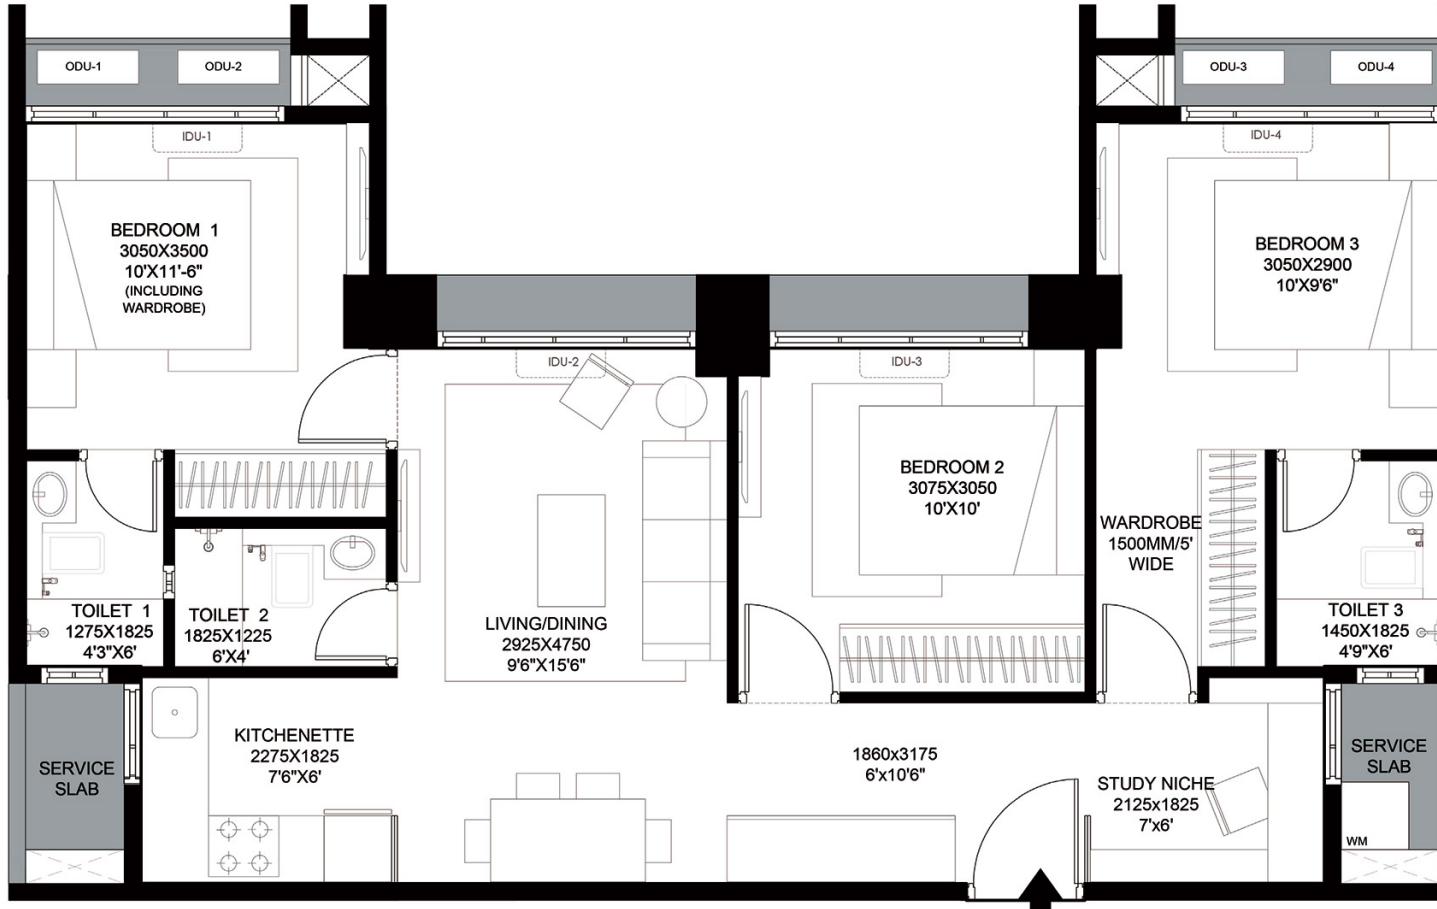 ODU-1
ODU-2
ODU-3
ODU-4
IDU-1
IDU-4
BEDROOM 1
3050X3500
10'X11'-6"
(INCLUDING
WARDROBE)
BEDROOM 3
3050X2900
10'X9'6"
IDU-2
IDU-3
BEDROOM 2
3075X3050
10'X10'
WARDROBE
1500MM/5'
WIDE
TOILET 1
1275X1825
4'3"X6'
TOILET 2
1825X1225
6'X4'
LIVING/DINING
2925X4750
9'6"X15'6"
TOILET 3
1450X1825
4'9"X6'
SERVICE
SLAB
KITCHENETTE
2275X1825
7'6"X6'
1860x3175
6'x10'6"
STUDY NICHE
2125x1825
7'x6'
SERVICE
SLAB
WM